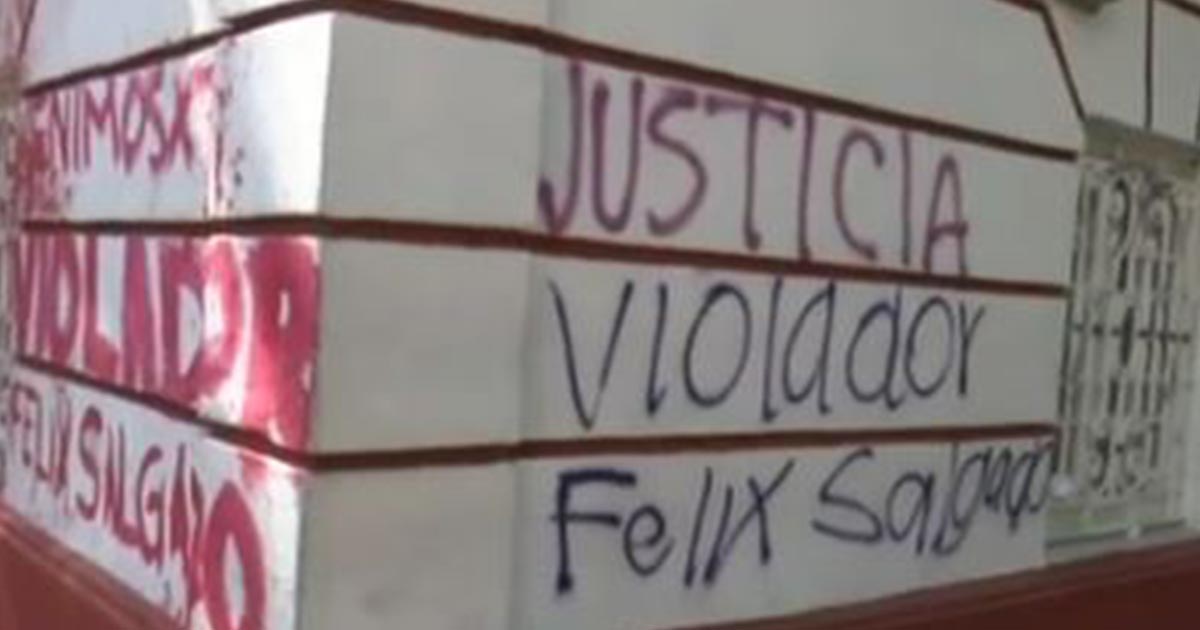 VIOLADOR
FELIX SALGADO
JUSTICIA
Violador
Felix Salgado